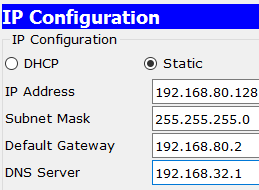 IP Configuration
IP Configuration
DHCP Static
IP Address 192.168.80.128
Subnet Mask 255.255.255.0
Default Gateway 192.168.80.2
DNS Server 192.168.32.1